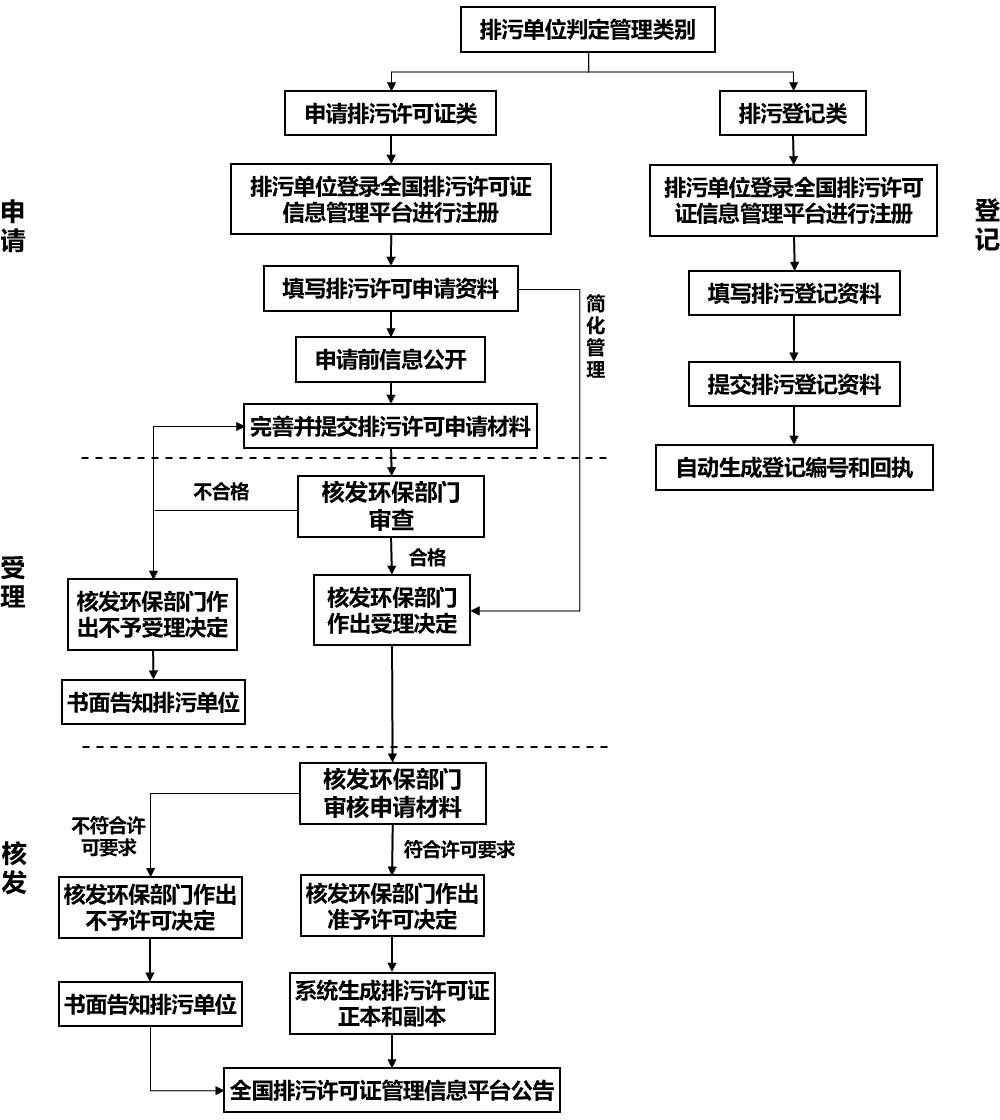 排污单位判定管理类别
申请排污许可证类
排污登记类
排污单位登录全国排污许可证
信息管理平台进行注册
排污单位登录全国排污许可
证信息管理平台进行注册
申
请
登
记
填写排污许可申请资料
简
化
管
理
填写排污登记资料
申请前信息公开
提交排污登记资料
完善并提交排污许可申请材料
自动生成登记编号和回执
不合格
核发环保部门
审查
合格
受
理
核发环保部门作
出不予受理决定
核发环保部门
作出受理决定
书面告知排污单位
核发环保部门
审核申请材料
不符合许
可要求
符合许可要求
核
发
核发环保部门作出
不予许可决定
核发环保部门作出
准予许可决定
书面告知排污单位
系统生成排污许可证
正本和副本
全国排污许可证管理信息平台公告